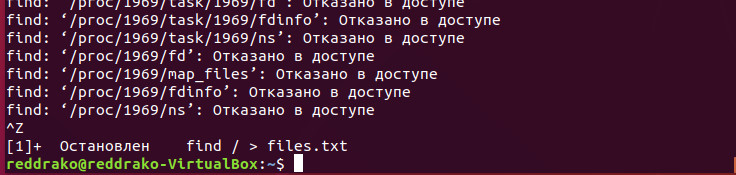 find: ‘/proc/1969/task/1969/fd’: Отказано в доступе
find: ‘/proc/1969/task/1969/fdinfo’: Отказано в доступе
find: ‘/proc/1969/task/1969/ns’: Отказано в доступе
find: ‘/proc/1969/fd’: Отказано в доступе
find: ‘/proc/1969/map_files’: Отказано в доступе
find: ‘/proc/1969/fdinfo’: Отказано в доступе
find: ‘/proc/1969/ns’: Отказано в доступе
^Z
[1]+  Остановлен    find / > files.txt
reddrako@reddrako-VirtualBox:~$